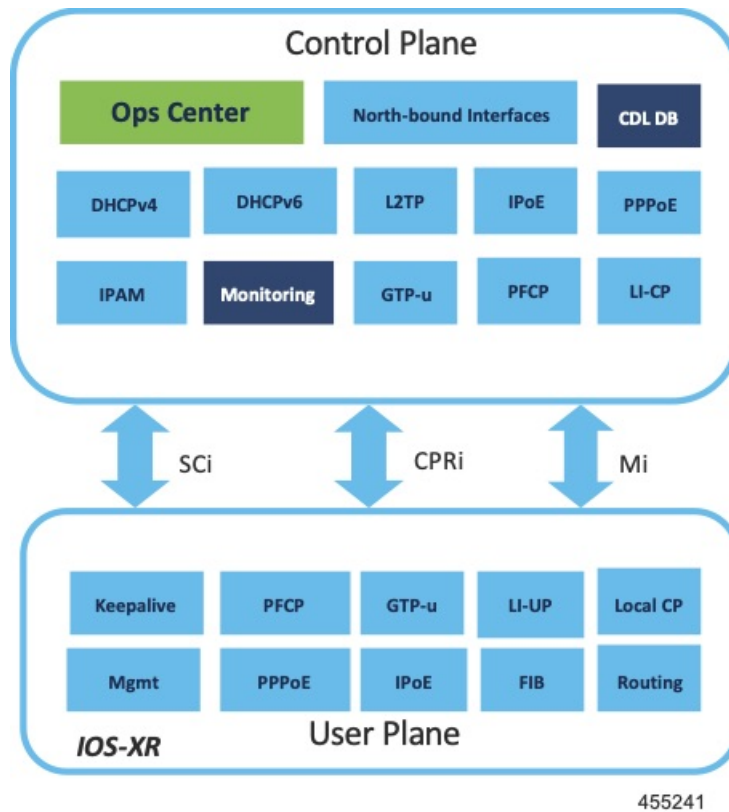 Control Plane
Ops Center
North-bound Interfaces
CDL DB
DHCPv4
DHCPv6
L2TP
IPoE
PPPoE
IPAM
Monitoring
GTP-u
PFCP
LI-CP
SCi
CPRi
Mi
Keepalive
PFCP
GTP-u
LI-UP
Local CP
Mgmt
PPPoE
IPoE
FIB
Routing
IOS-XR
User Plane
455241